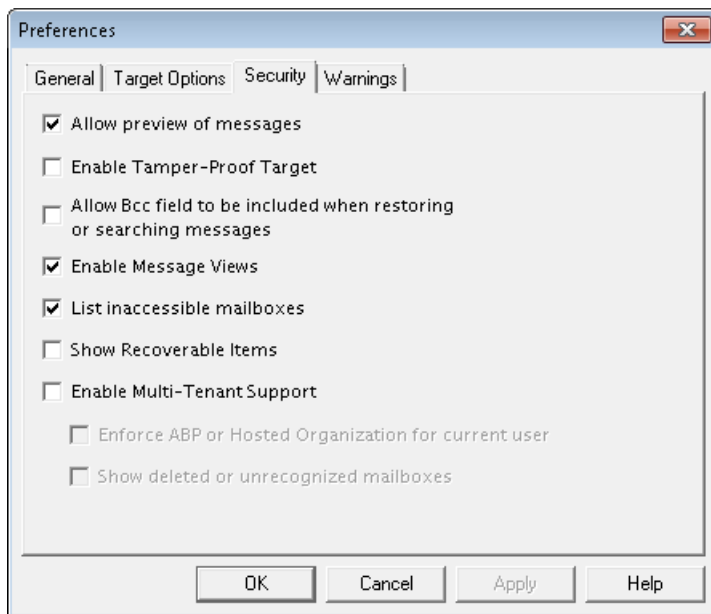 Preferences
General Target Options Security Warnings
Allow preview of messages
Enable Tamper-Proof Target
Allow Bcc field to be included when restoring
or searching messages
Enable Message Views
List inaccessible mailboxes
Show Recoverable Items
Enable Multi-Tenant Support
Enforce ABP or Hosted Organization for current user
Show deleted or unrecognized mailboxes
OK Cancel Apply Help